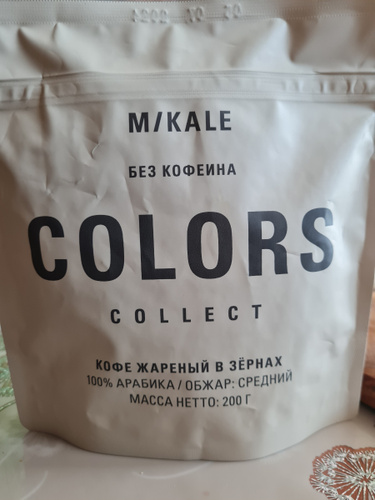 M/KALE
БЕЗ КОФЕИНА
COLORS
COLLECT
КОФЕ ЖАРЕНЫЙ В ЗЁРНАХ
100% АРАБИКА / ОБЖАР: СРЕДНИЙ
МАССА НЕТТО: 200 Г